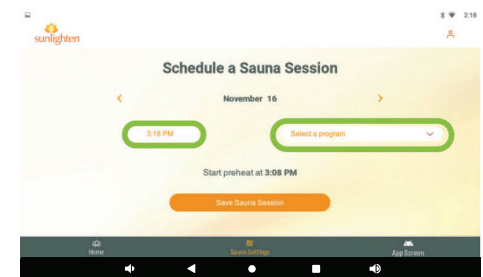 2:18
sunlighten
Schedule a Sauna Session
November 16
3:18 PM
Select a program
Start preheat at 3:08 PM
Save Sauna Session
Home
Sauna Settings
App Screen